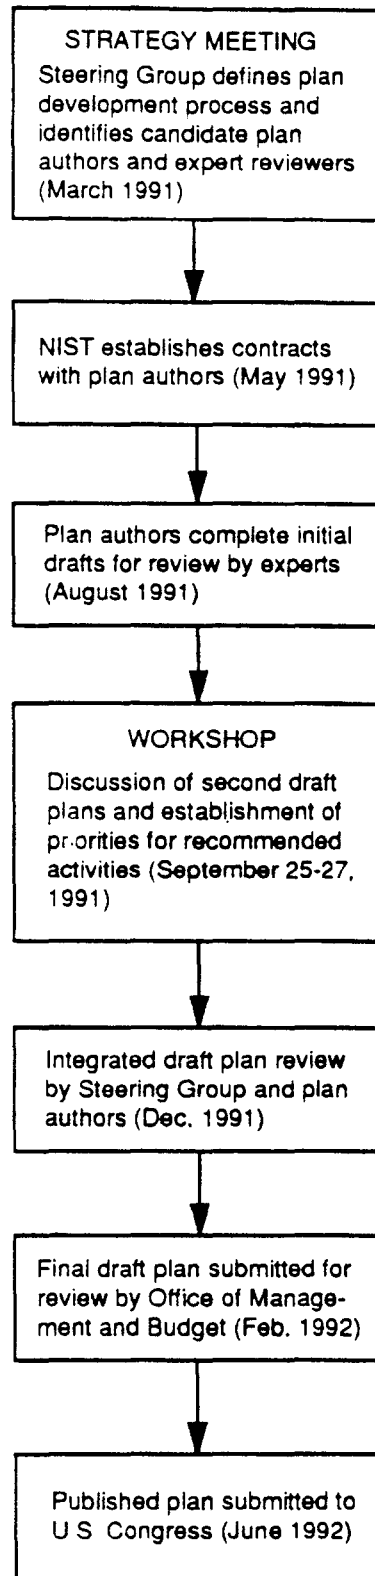 STRATEGY MEETING
Steering Group defines plan
development process and
identifies candidate plan
authors and expert reviewers
(March 1991)
NIST establishes contracts
with plan authors (May 1991)
Plan authors complete initial
drafts for review by experts
(August 1991)
WORKSHOP
Discussion of second draft
plans and establishment of
priorities for recommended
activities (September 25-27,
1991)
Integrated draft plan review
by Steering Group and plan
authors (Dec. 1991)
Final draft plan submitted for
review by Office of Manage-
ment and Budget (Feb. 1992)
Published plan submitted to
U S Congress (June 1992)